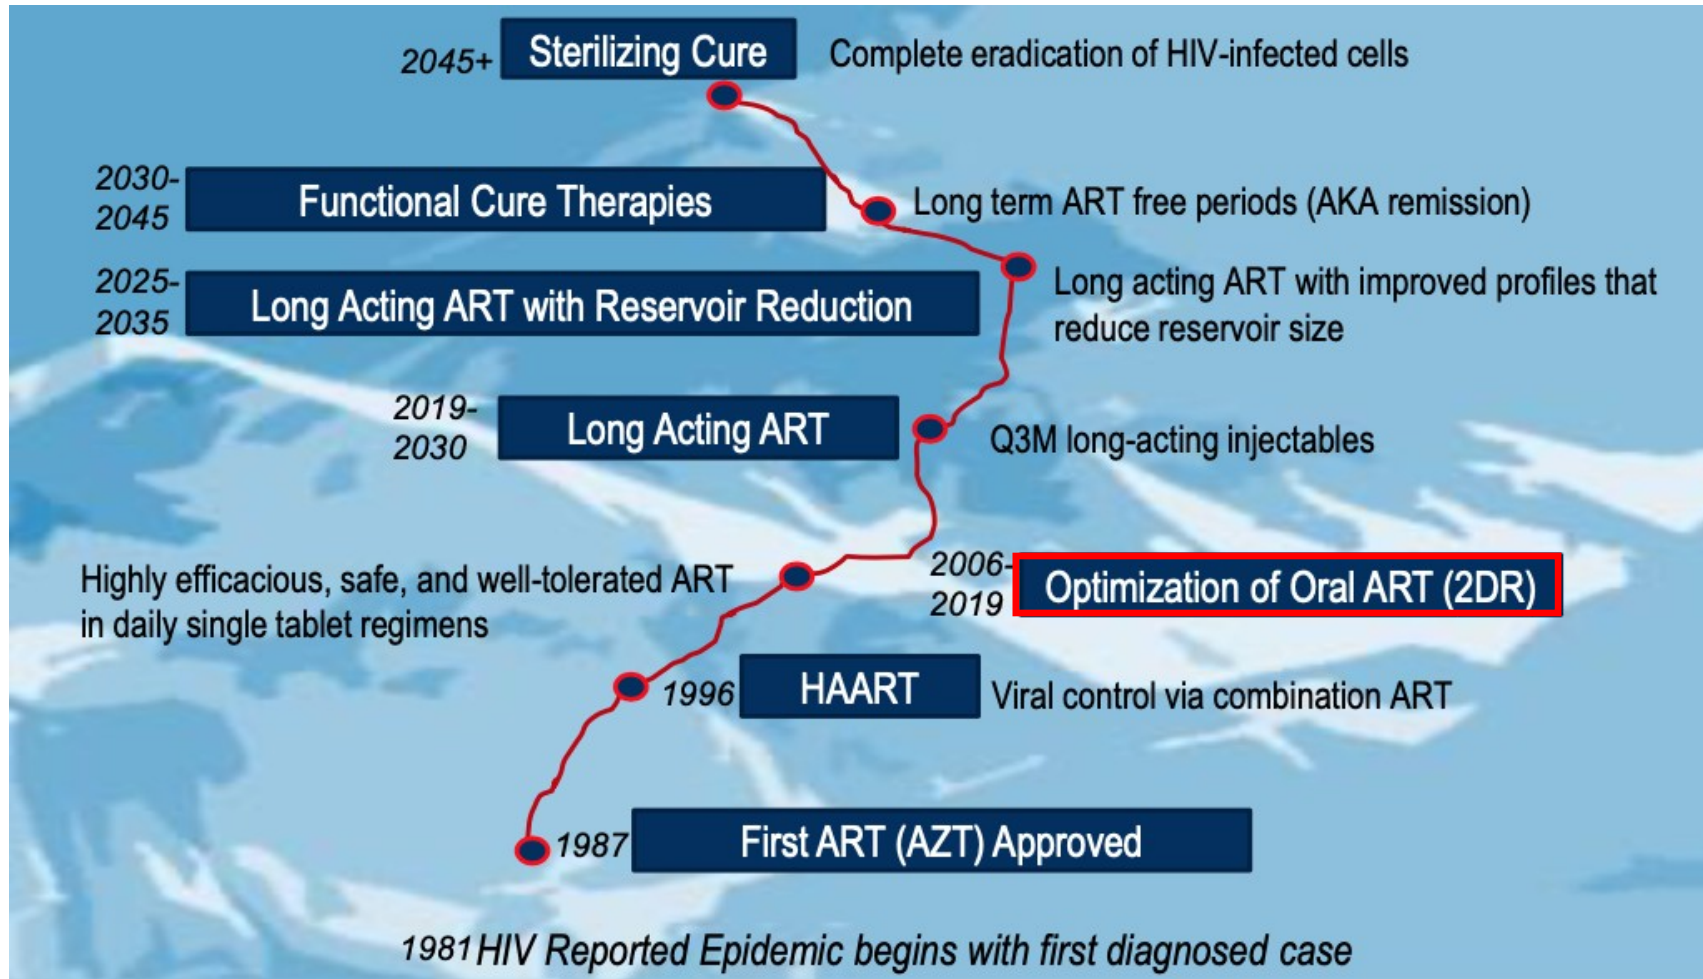 2045+ Sterilizing Cure Complete eradication of HIV-infected cells
2030-
2045
Functional Cure Therapies
Long term ART free periods (AKA remission)
2025-
2035
Long Acting ART with Reservoir Reduction
Long acting ART with improved profiles that
reduce reservoir size
2019-
2030
Long Acting ART
Q3M long-acting injectables
Highly efficacious, safe, and well-tolerated ART
in daily single tablet regimens
2006-
2019
Optimization of Oral ART (2DR)
1996 HAART Viral control via combination ART
1987 First ART (AZT) Approved
1981 HIV Reported Epidemic begins with first diagnosed case